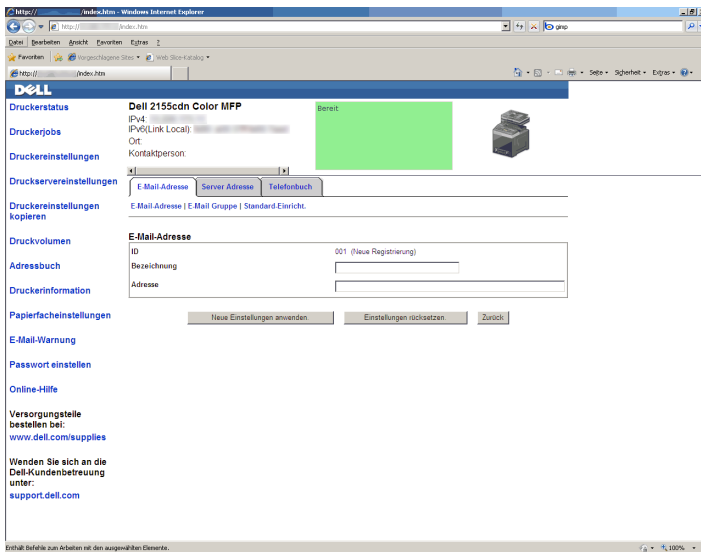 http:// /index.htm - Windows Internet Explorer
http:// /index.htm
gimp
Datei Bearbeiten Ansicht Favoriten Extras ?
Favoriten Vorgeschlagene Sites Web Slice-Katalog
http:// /index.htm
Seite Sicherheit Extras
DELL
Druckerstatus
Druckerjobs
Druckereinstellungen
Druckservereinstellungen
Druckereinstellungen
kopieren
Druckvolumen
Adressbuch
Druckerinformation
Papierfacheinstellungen
E-Mail-Warnung
Passwort einstellen
Online-Hilfe
Versorgungsteile
bestellen bei:
www.dell.com/supplies
Wenden Sie sich an die
Dell-Kundenbetreuung
unter:
support.dell.com
Dell 2155cdn Color MFP
IPv4:
IPv6(Link Local):
Ort:
Kontaktperson:
Bereit
E-Mail-Adresse Server Adresse Telefonbuch
E-Mail-Adresse | E-Mail Gruppe | Standard-Einricht.
E-Mail-Adresse
ID 001 (Neue Registrierung)
Bezeichnung
Adresse
Neue Einstellungen anwenden. Einstellungen rücksetzen. Zurück
Enthält Befehle zum Arbeiten mit den ausgewählten Elemente.
100%